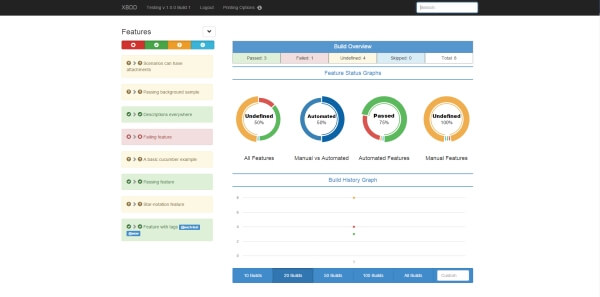 XBDD
Testing v 1.0.0 Build 1
Logout
Printing Options
Search
Features
Scenarios can have
attachments
Passing background sample
Descriptions everywhere
Failing feature
A basic cucumber example
Passing feature
Feature with tags
Build Overview
Passed: 3
Failed: 1
Undefined: 4
Skipped: 0
Total: 8
Feature Status Graphs
Undefined
50%
Automated
50%
Passed
75%
Undefined
100%
All Features
Manual vs Automated
Automated Features
Manual Features
Build History Graph
10 Builds
20 Builds
50 Builds
100 Builds
All Builds
Custom